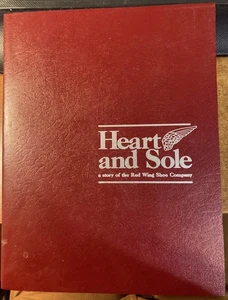 Heart
and Sole
a story of the Red Wing Shoe Company